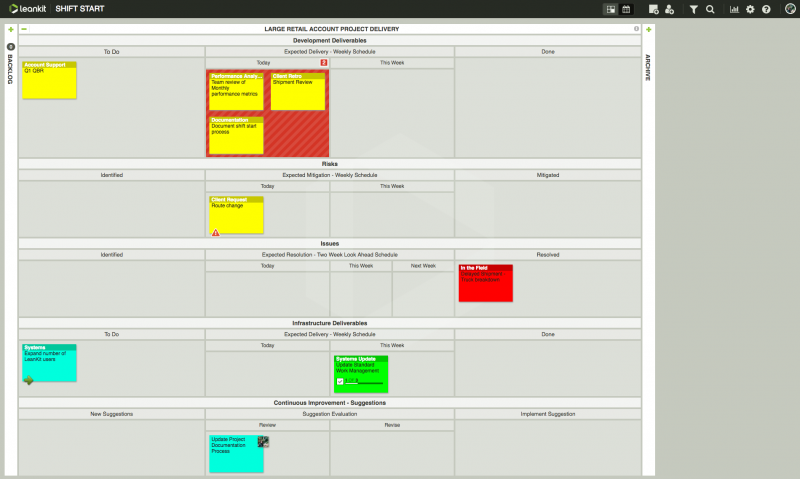 leankit SHIFT START
LARGE RETAIL ACCOUNT PROJECT DELIVERY
BACKLOG
ARCHIVE
Development Deliverables
To Do
Expected Delivery - Weekly Schedule
Done
Today
2
This Week
Account Support
Q1 QBR
Performance Analy...
Team review of
Monthly
performance metrics
Client Retro
Shipment Review
Documentation
Document shift start
process
Risks
Identified
Expected Mitigation - Weekly Schedule
Mitigated
Today
This Week
Client Request
Route change
Issues
Identified
Expected Resolution - Two Week Look Ahead Schedule
Resolved
Today
This Week
Next Week
In the Field
Infrastructure Deliverables
To Do
Expected Delivery - Weekly Schedule
Done
Today
This Week
Systems
Expand number of
LeanKit users
Systems Update
Update Standard
Work Management
Continuous Improvement - Suggestions
New Suggestions
Suggestion Evaluation
Implement Suggestion
Review
Revise
Update Project
Documentation
Process